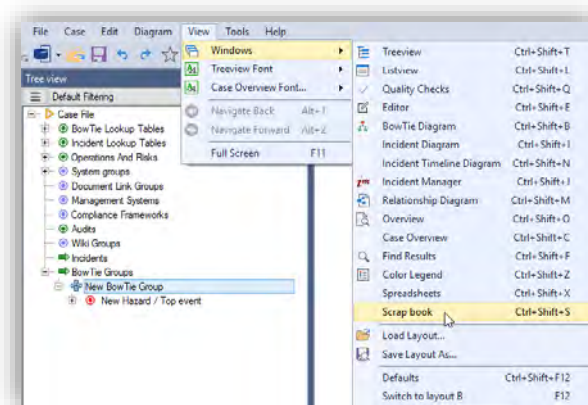 File Case Edit Diagram View Tools Help
Tree view
Default Filtering
Case File
BowTie Lookup Tables
Incident Lookup Tables
Operations And Risks
System groups
Document Link Groups
Management Systems
Compliance Frameworks
Audits
Wiki Groups
Incidents
BowTie Groups
New BowTie Group
New Hazard / Top event
Windows
Treeview Font
Case Overview Font...
Navigate Back Alt+T
Navigate Forward Alt+Z
Full Screen F11
Treeview Ctrl+Shift+T
Listview Ctrl+Shift+L
Quality Checks Ctrl+Shift+Q
Editor Ctrl+Shift+E
BowTie Diagram Ctrl+Shift+B
Incident Diagram Ctrl+Shift+I
Incident Timeline Diagram Ctrl+Shift+N
Incident Manager Ctrl+Shift+J
Relationship Diagram Ctrl+Shift+M
Overview Ctrl+Shift+O
Case Overview Ctrl+Shift+C
Find Results Ctrl+Shift+F
Color Legend Ctrl+Shift+Z
Spreadsheets Ctrl+Shift+X
Scrap book Ctrl+Shift+S
Load Layout...
Save Layout As...
Defaults Ctrl+Shift+F12
Switch to layout B F12